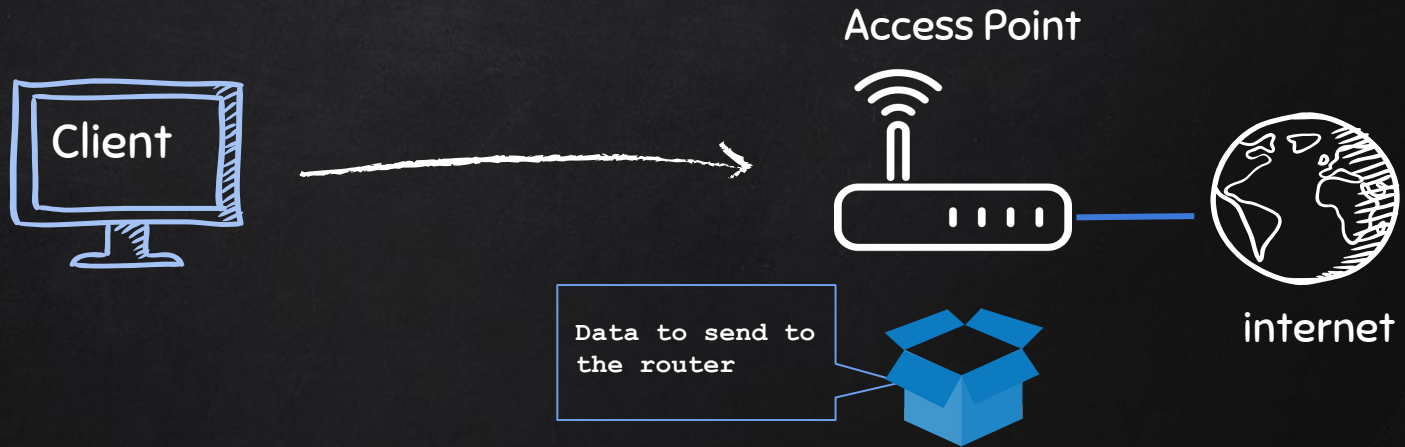 Access Point
Client
Data to send to
the router
internet